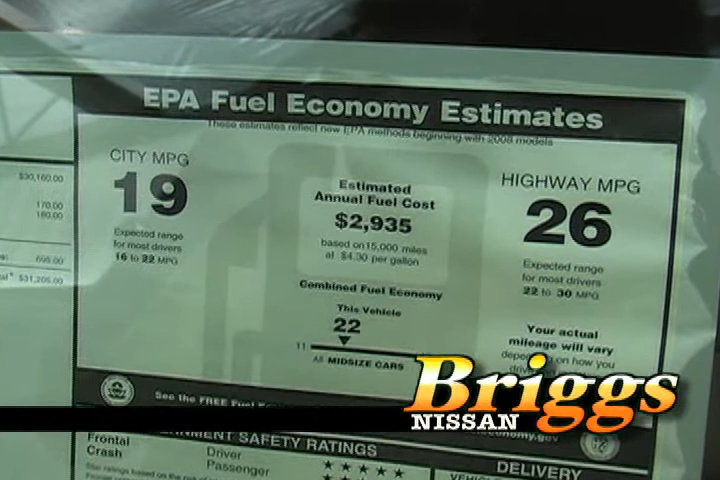 EPA Fuel Economy Estimates
These estimates reflect new EPA methods beginning with 2008 models
$30,160.00
170.00
180.00
695.00
$31,205.00
CITY MPG
19
Expected range
for most drivers
16 to 22 MPG
Estimated
Annual Fuel Cost
$2,935
based on 15,000 miles
at $4.30 per gallon
Combined Fuel Economy
This Vehicle
22
11
All MIDSIZE CARS
HIGHWAY MPG
26
Expected range
for most drivers
22 to 30 MPG
Your actual
mileage will vary
on how you
See the FREE Fuel
economy.gov
Briggs
NISSAN
SAFETY RATINGS
Frontal
Crash
Driver
Passenger
★★★★★
Star ratings based on the
DELIVERY